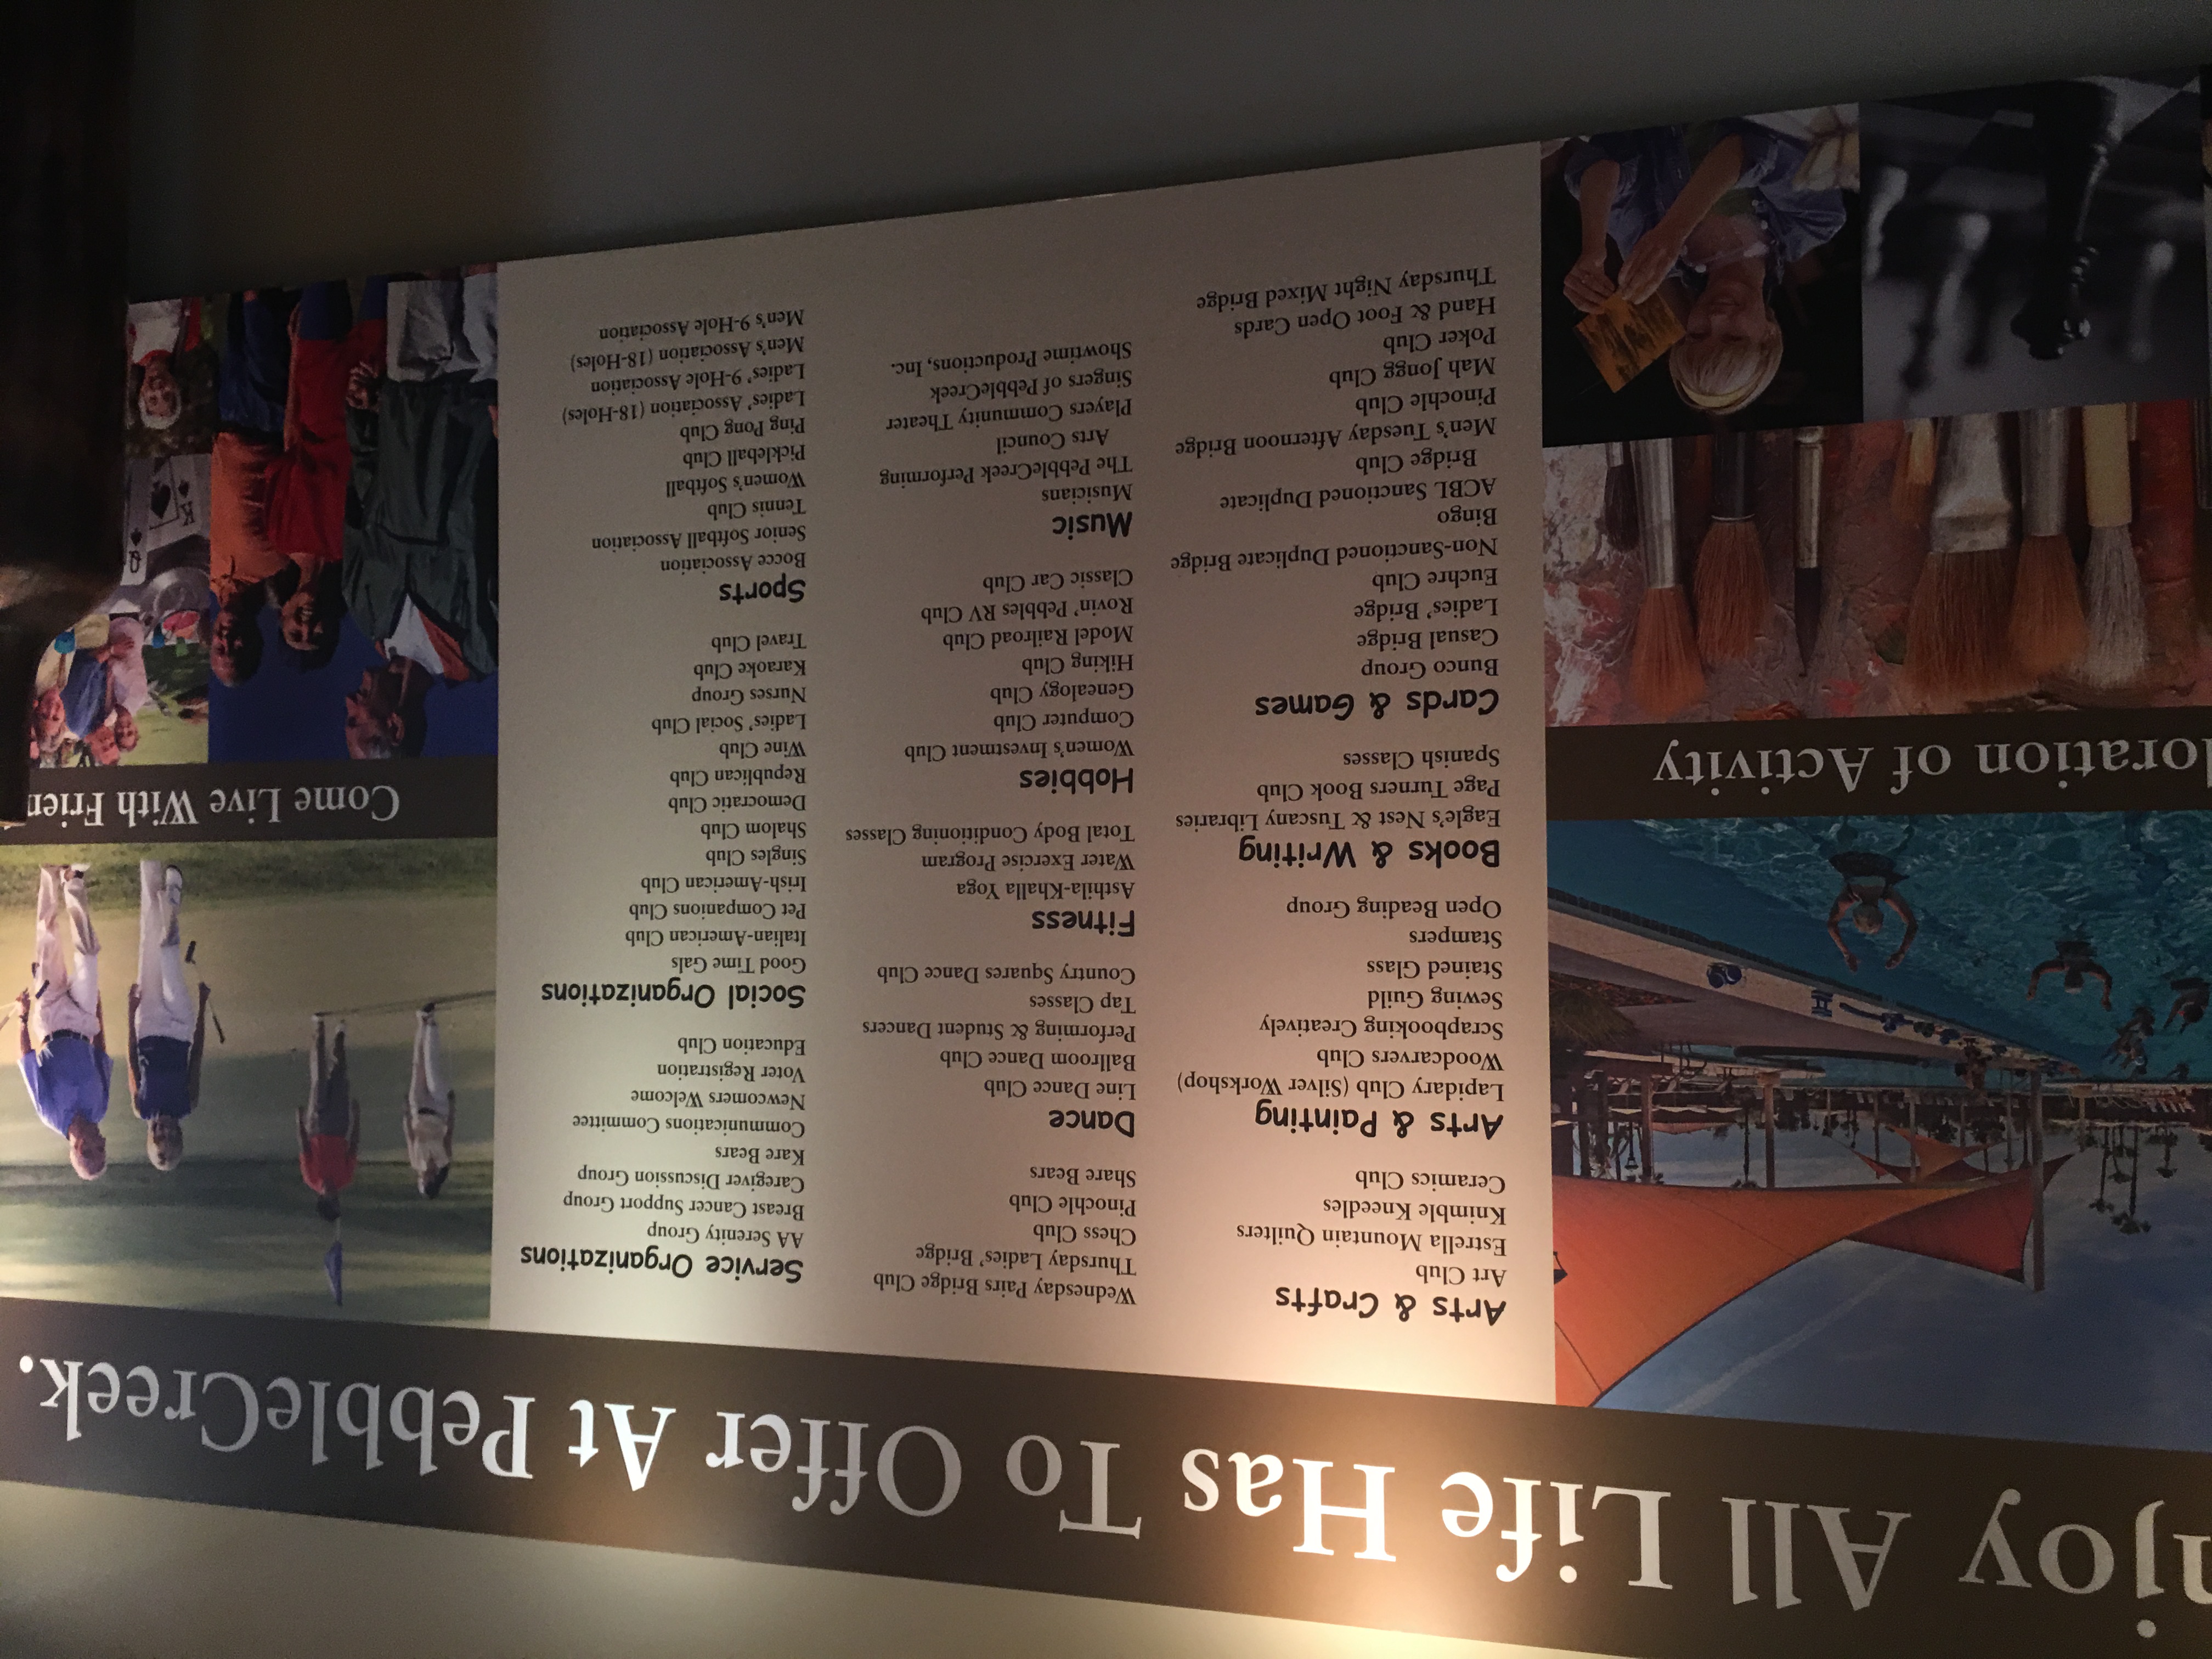 njoy All Life Has To Offer At PebbleCreek.
Arts & Crafts
Art Club
Estrella Mountain Quilters
Knimble Kneedles
Ceramics Club
Arts & Painting
Lapidary Club (Silver Workshop)
Woodcarvers Club
Scrapbooking Creatively
Sewing Guild
Stained Glass
Stampers
Open Beading Group
Books & Writing
Eagle's Nest & Tuscany Libraries
Page Turners Book Club
Spanish Classes
Cards & Games
Bunco Group
Casual Bridge
Ladies' Bridge
Euchre Club
Non-Sanctioned Duplicate Bridge
Bingo
ACBL Sanctioned Duplicate
Bridge Club
Men's Tuesday Afternoon Bridge
Pinochle Club
Mah Jongg Club
Poker Club
Hand & Foot Open Cards
Thursday Night Mixed Bridge
Wednesday Pairs Bridge Club
Thursday Ladies' Bridge
Chess Club
Pinochle Club
Share Bears
Dance
Line Dance Club
Ballroom Dance Club
Performing & Student Dancers
Tap Classes
Country Squares Dance Club
Fitness
Asthila-Khalla Yoga
Water Exercise Program
Total Body Conditioning Classes
Hobbies
Women's Investment Club
Computer Club
Genealogy Club
Hiking Club
Model Railroad Club
Rovin' Pebbles RV Club
Classic Car Club
Music
Musicians
The PebbleCreek Performing
Arts Council
Players Community Theater
Singers of PebbleCreek
Showtime Productions, Inc.
Service Organizations
AA Serenity Group
Breast Cancer Support Group
Caregiver Discussion Group
Kare Bears
Communications Committee
Newcomers Welcome
Voter Registration
Education Club
Social Organizations
Good Time Gals
Italian-American Club
Pet Companions Club
Irish-American Club
Singles Club
Shalom Club
Democratic Club
Republican Club
Wine Club
Ladies' Social Club
Nurses Group
Karaoke Club
Travel Club
Sports
Bocce Association
Senior Softball Association
Tennis Club
Women's Softball
Pickleball Club
Ping Pong Club
Ladies' Association (18-Holes)
Ladies' 9-Hole Association
Men's Association (18-Holes)
Men's 9-Hole Association
loration of Activity
Come Live With Frien
K
Q